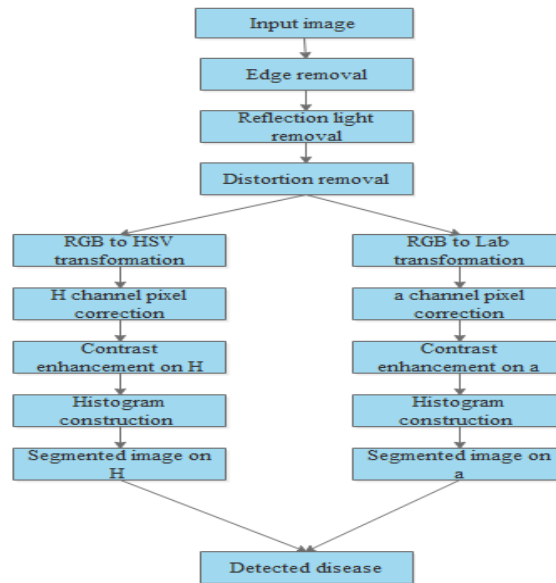 Input image
Edge removal
Reflection light
removal
Distortion removal
RGB to HSV
transformation
H channel pixel
correction
Contrast
enhancement on H
Histogram
construction
Segmented image on
H
RGB to Lab
transformation
a channel pixel
correction
Contrast
enhancement on a
Histogram
construction
Segmented image on
a
Detected disease